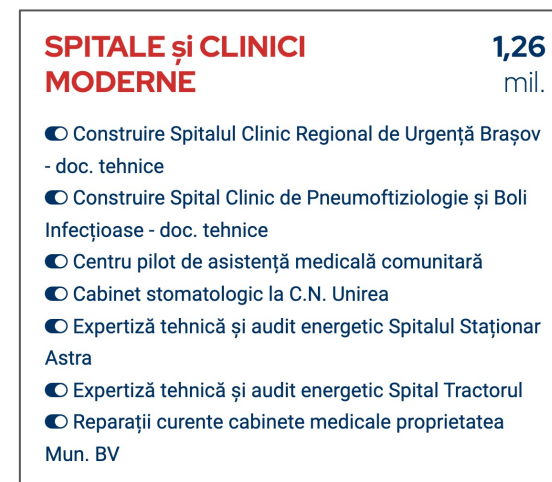 SPITALE și CLINICI
MODERNE
1,26
mil.
Construire Spitalul Clinic Regional de Urgență Brașov
- doc. tehnice
Construire Spital Clinic de Pneumoftiziologie și Boli
Infecțioase - doc. tehnice
Centru pilot de asistență medicală comunitară
Cabinet stomatologic la C.N. Unirea
Expertiză tehnică și audit energetic Spitalul Staționar
Astra
Expertiză tehnică și audit energetic Spital Tractorul
Reparații curente cabinete medicale proprietatea
Mun. BV